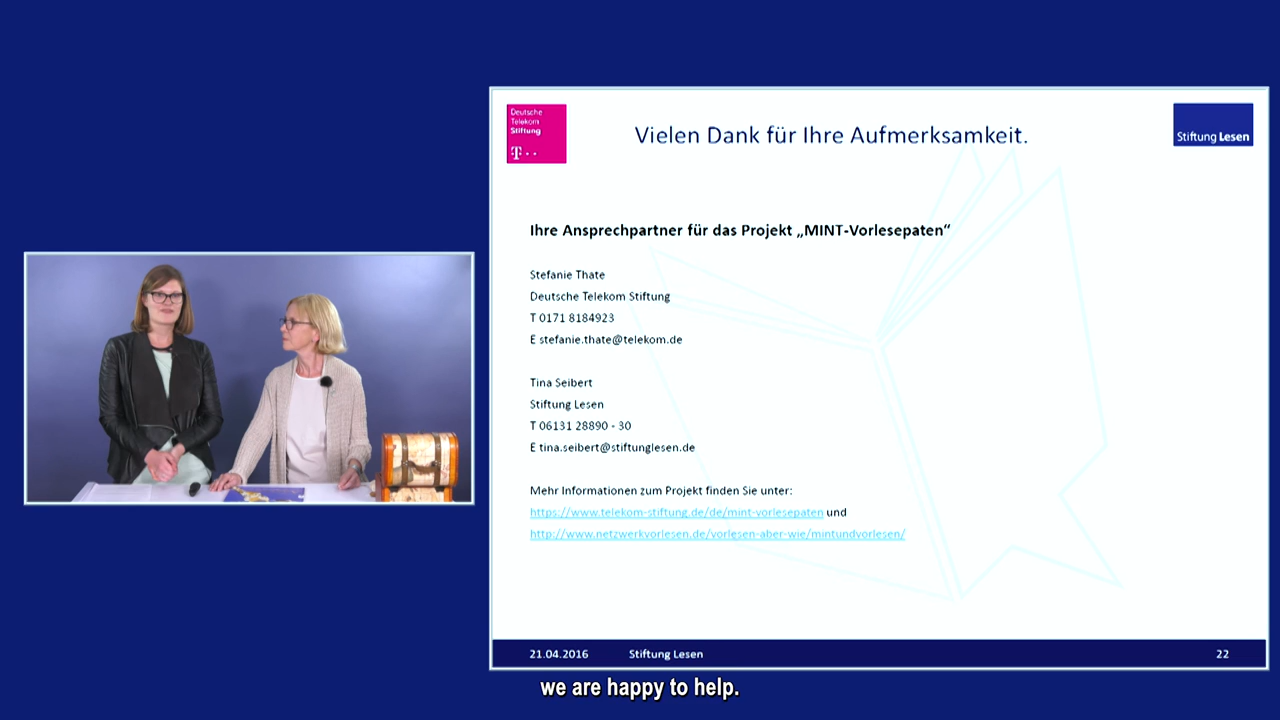 Deutsche
Telekom
Stiftung
T
Stiftung Lesen
Vielen Dank für Ihre Aufmerksamkeit.
Ihre Ansprechpartner für das Projekt „MINT-Vorlesepaten“
Stefanie Thate
Deutsche Telekom Stiftung
T 0171 8184923
E stefanie.thate@telekom.de
Tina Seibert
Stiftung Lesen
T 06131 28890 - 30
E tina.seibert@stiftunglesen.de
Mehr Informationen zum Projekt finden Sie unter:
https://www.telekom-stiftung.de/de/mint-vorlesepaten und
http://www.netzwerkvorlesen.de/vorlesen-aber-wie/mintundvorlesen/
21.04.2016 Stiftung Lesen 22
we are happy to help.